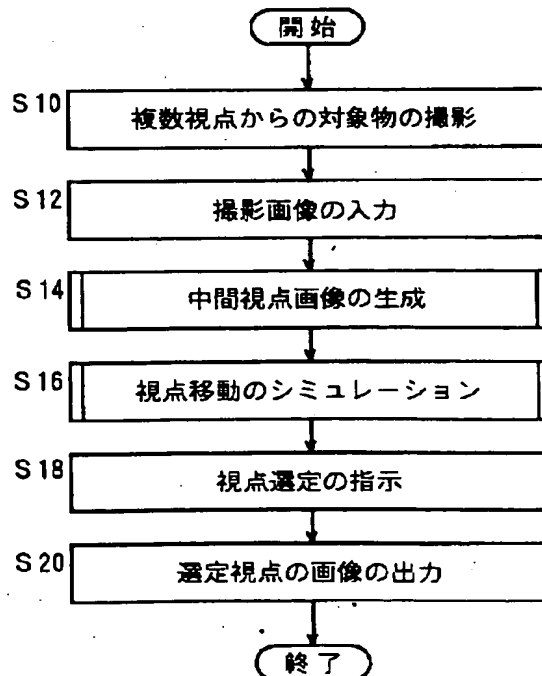 開始
S10 複数視点からの対象物の撮影
S12 撮影画像の入力
S14 中間視点画像の生成
S16 視点移動のシミュレーション
S18 視点選定の指示
S20 選定視点の画像の出力
終了